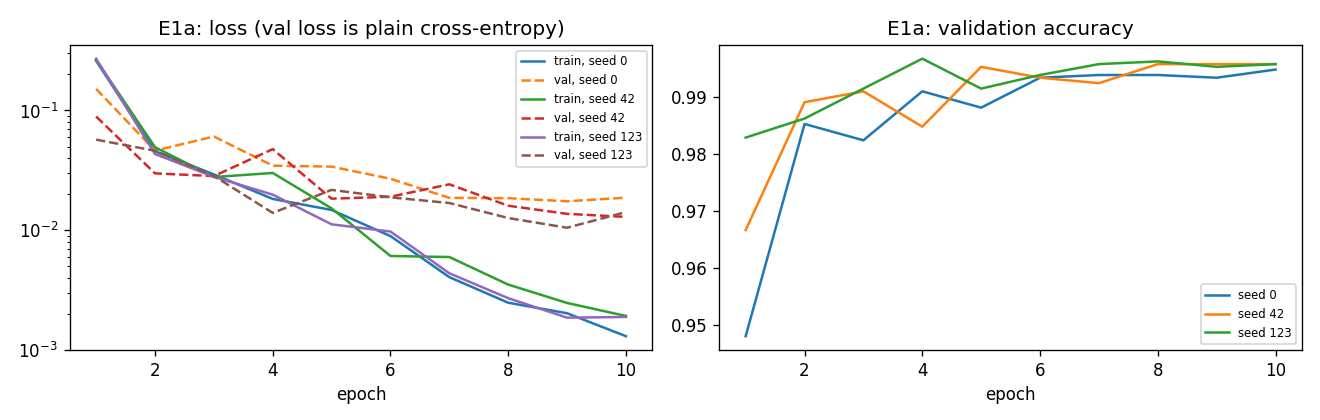 E1a: loss (val loss is plain cross-entropy)
train, seed 0
val, seed 0
train, seed 42
val, seed 42
train, seed 123
val, seed 123
10⁻¹
10⁻²
10⁻³
2 4 6 8 10
epoch
E1a: validation accuracy
0.99
0.98
0.97
0.96
0.95
seed 0
seed 42
seed 123
2 4 6 8 10
epoch